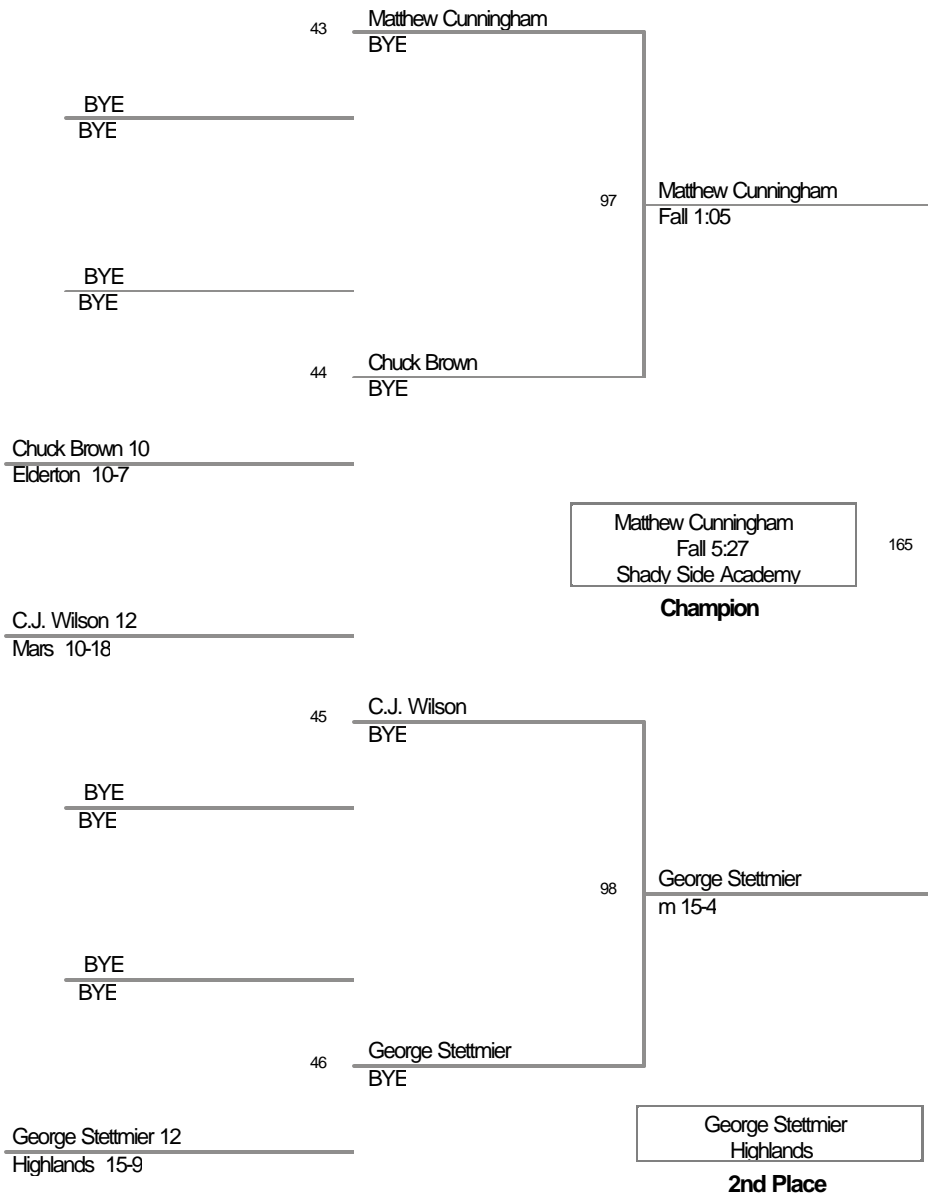 43
Matthew Cunningham
BYE
BYE
BYE
97
Matthew Cunningham
Fall 1:05
BYE
BYE
44
Chuck Brown
BYE
Chuck Brown 10
Elderton 10-7
Matthew Cunningham
Fall 5:27
Shady Side Academy
165
Champion
C.J. Wilson 12
Mars 10-18
45
C.J. Wilson
BYE
BYE
BYE
98
George Stettmier
m 15-4
BYE
BYE
46
George Stettmier
BYE
George Stettmier 12
Highlands 15-9
George Stettmier
Highlands
2nd Place